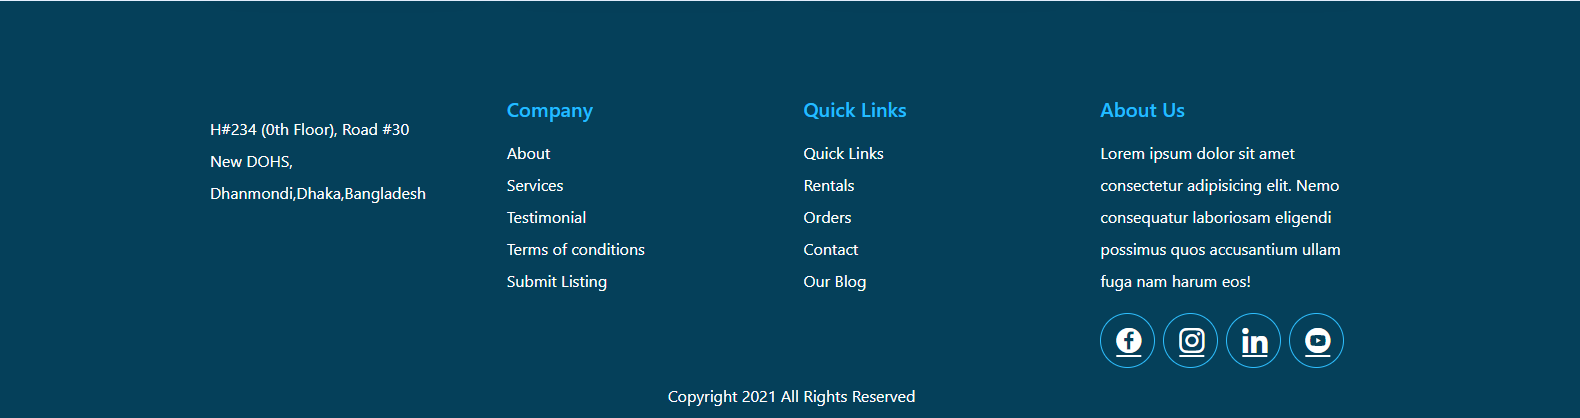 H#234 (0th Floor), Road #30
New DOHS,
Dhanmondi,Dhaka,Bangladesh
Company
About
Services
Testimonial
Terms of conditions
Submit Listing
Quick Links
Quick Links
Rentals
Orders
Contact
Our Blog
About Us
Lorem ipsum dolor sit amet
consectetur adipisicing elit. Nemo
consequatur laboriosam eligendi
possimus quos accusantium ullam
fuga nam harum eos!
Copyright 2021 All Rights Reserved